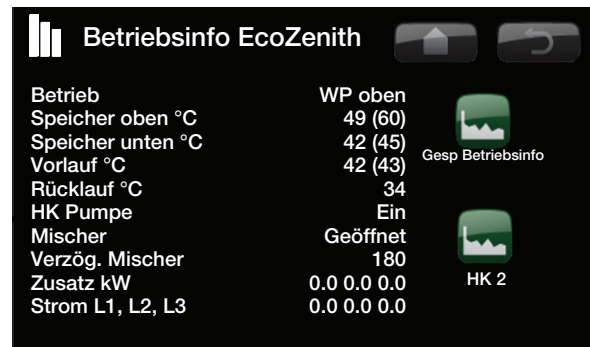 Betriebsinfo EcoZenith
Betrieb WP oben
Speicher oben °C 49 (60)
Speicher unten °C 42 (45)
Vorlauf °C 42 (43)
Rücklauf °C 34
HK Pumpe Ein
Mischer Geöffnet
Verzög. Mischer 180
Zusatz kW 0.0 0.0 0.0
Strom L1, L2, L3 0.0 0.0 0.0
Gesp Betriebsinfo
HK 2